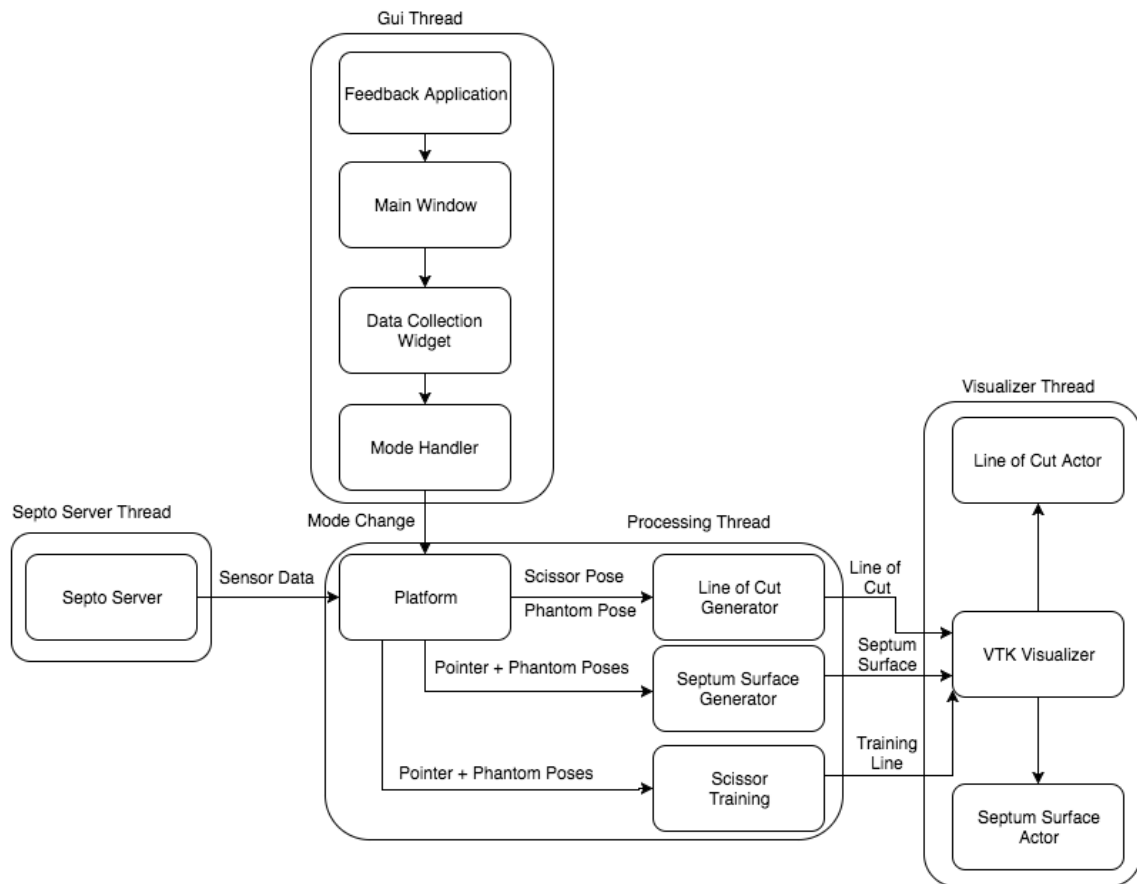 Gui Thread
Feedback Application
Main Window
Data Collection
Widget
Mode Handler
Visualizer Thread
Line of Cut Actor
Septo Server Thread
Mode Change
Processing Thread
Septo Server
Sensor Data
Platform
Scissor Pose
Phantom Pose
Line of Cut
Generator
Line of
Cut
Pointer + Phantom Poses
Septum Surface
Generator
Septum
Surface
VTK Visualizer
Pointer + Phantom Poses
Scissor
Training
Training
Line
Septum Surface
Actor